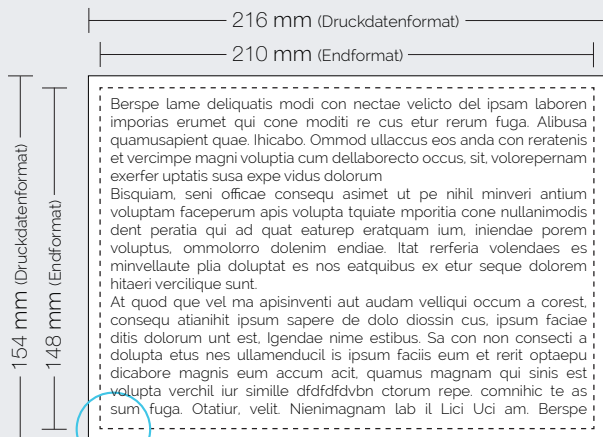 216 mm (Druckdatenformat)
210 mm (Endformat)
154 mm (Druckdatenformat)
148 mm (Endformat)
Berspe lame deliquatis modi con nectae velicto del ipsam laboren
imporias erumet qui cone moditi re cus etur rerum fuga. Alibusa
quamusapient quae. Ihicabo. Ommod ullaccus eos anda con reratenis
et vercimpe magni voluptia cum dellaborecto occus, sit, volorepernam
exerfer uptatis susa expe vidus dolorum
Bisquiam, seni officae consequ asimet ut pe nihil minveri antium
voluptam faceperum apis volupta tquiate mporitia cone nullanimodis
dent peratia qui ad quat eaturep eratquam ium, iniendae porem
voluptus, ommolorro dolenim endiae. Itat rerferia volendaes es
minvellaute plia doluptat es nos eatquibus ex etur seque dolorem
hitaeri vercilique sunt.
At quod que vel ma apisinventi aut audam velliqui occum a corest,
consequ atianihit ipsum sapere de dolo diossin cus, ipsum faciae
ditis dolorum unt est, Igendae nime estibus. Sa con non consecti a
dolupta etus nes ullamenducil is ipsum faciis eum et rerit optaepu
dicabore magnis eum accum acit, quamus magnam qui sinis est
volupta verchil iur simille dfdfdfdvbn ctorum repe. comnihic te as
sum fuga. Otatiur, velit. Nienimagnam lab il Lici Uci am. Berspe